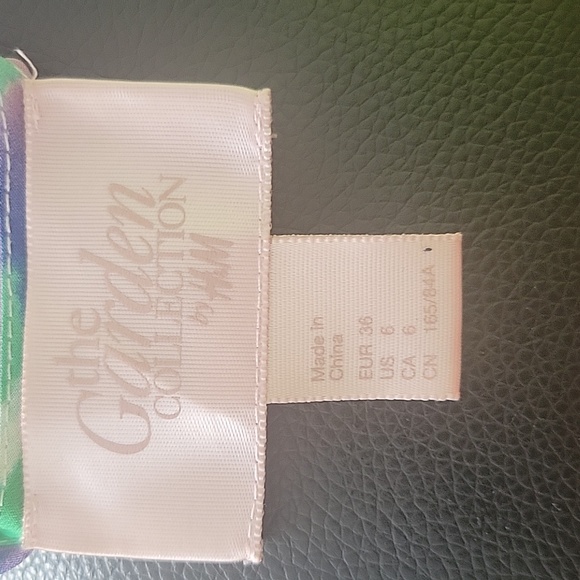 the
Garden
COLLECTION
by H&M
Made in
China
EUR 36
US 6
CA 6
CN 165/84A